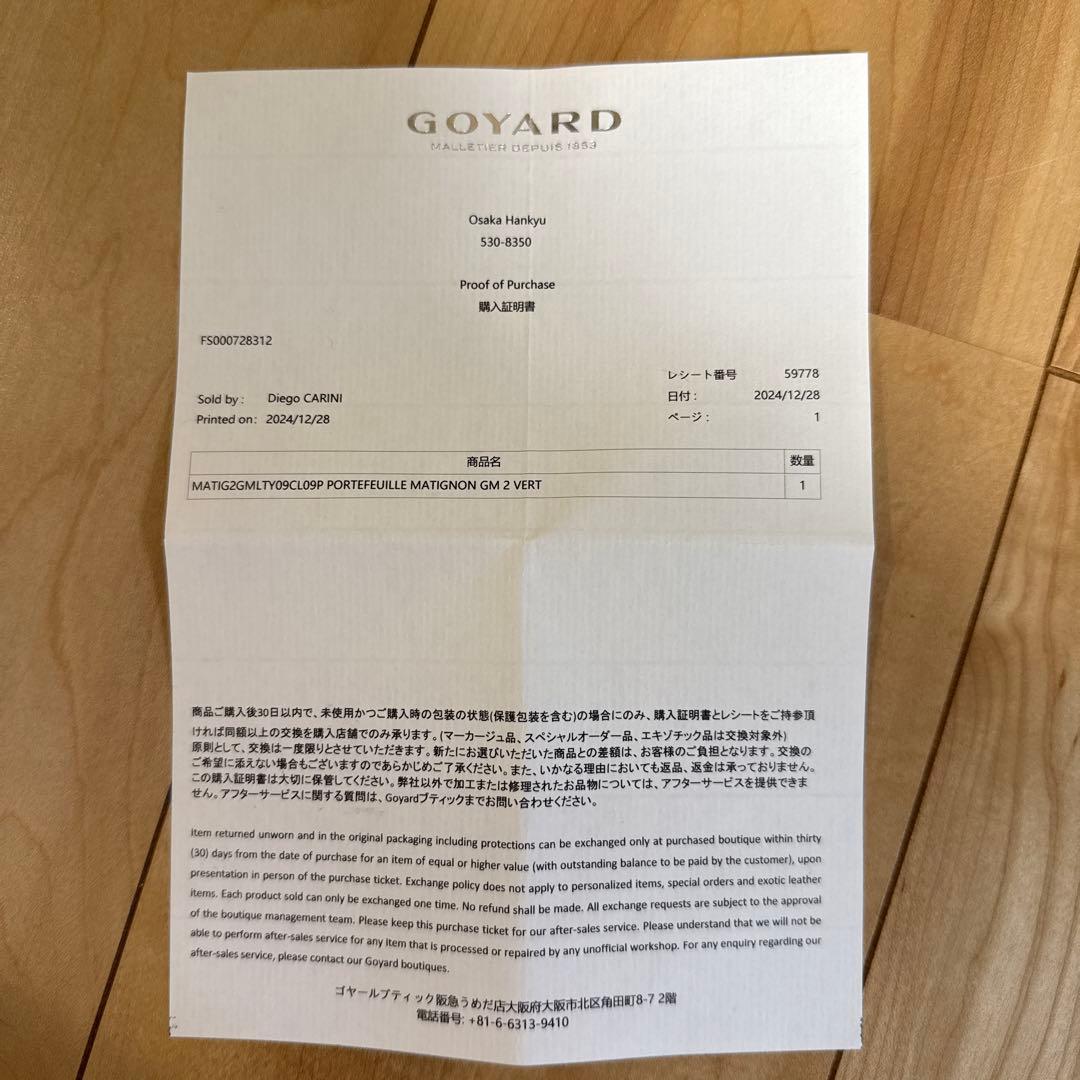 GOYARD
MALLETIER DEPUIS 1853
Osaka Hankyu
530-8350
Proof of Purchase
購入証明書
FS000728312
レシート番号 59778
Sold by : Diego CARINI 日付 : 2024/12/28
Printed on : 2024/12/28 ページ : 1
商品名 数量
MATIG2GMLTY09CL09P PORTEFEUILLE MATIGNON GM 2 VERT 1
商品ご購入後30日以内で、未使用かつご購入時の包装の状態(保護包装を含む)の場合にのみ、購入証明書とレシートをご持参頂
ければ同額以上の交換を購入店舗でのみ承ります。(マーカージュ品、スペシャルオーダー品、エキゾチック品は交換対象外)
原則として、交換は一度限りとさせていただきます。新たにお選びいただいた商品との差額は、お客様のご負担となります。交換の
ご希望に添えない場合もございますのであらかじめご了承ください。また、いかなる理由においても返品、返金は承っておりません。
この購入証明書は大切に保管してください。弊社以外で加工または修理されたお品物については、アフターサービスを提供できま
せん。アフターサービスに関する質問は、Goyardブティックまでお問い合わせください。
Item returned unworn and in the original packaging including protections can be exchanged only at purchased boutique within thirty
(30) days from the date of purchase for an item of equal or higher value (with outstanding balance to be paid by the customer), upon
presentation in person of the purchase ticket. Exchange policy does not apply to personalized items, special orders and exotic leather
items. Each product sold can only be exchanged one time. No refund shall be made. All exchange requests are subject to the approval
of the boutique management team. Please keep this purchase ticket for our after-sales service. Please understand that we will not be
able to perform after-sales service for any item that is processed or repaired by any unofficial workshop. For any enquiry regarding our
after-sales service, please contact our Goyard boutiques.
ゴヤールブティック阪急うめだ店大阪府大阪市北区角田町8-7 2階
電話番号: +81-6-6313-9410